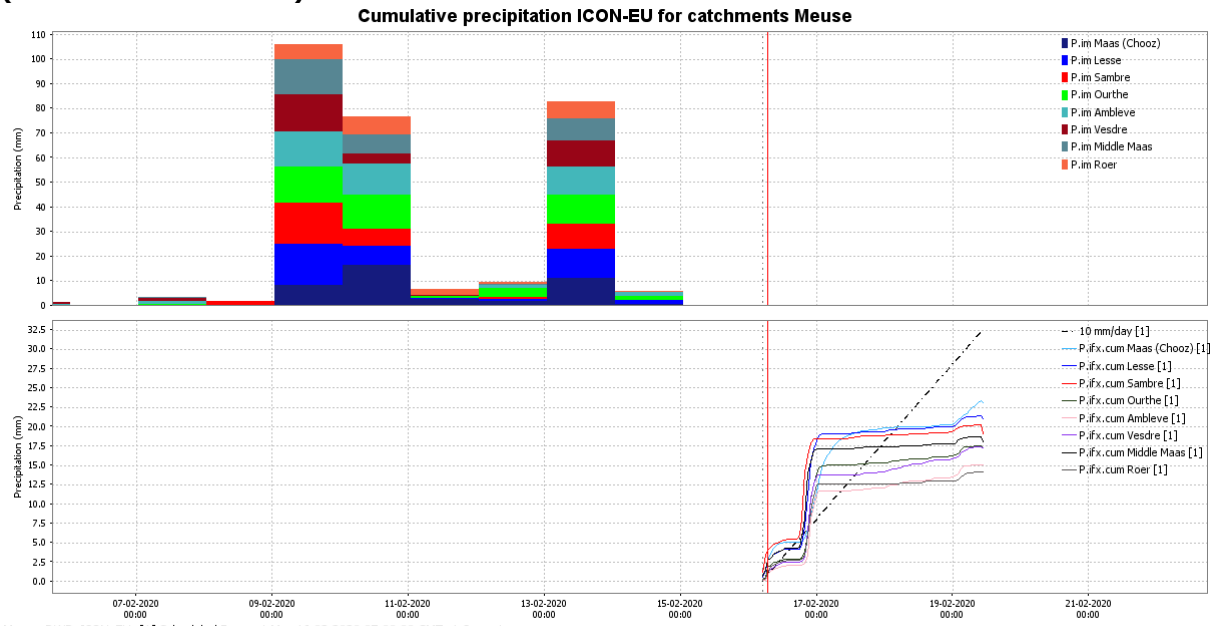 Cumulative precipitation ICON-EU for catchments Meuse
110
100
90
80
70
60
50
40
30
20
10
0
Precipitation (mm)
P.im Maas (Chooz)
P.im Lesse
P.im Sambre
P.im Ourthe
P.im Ambleve
P.im Vesdre
P.im Middle Maas
P.im Roer
32.5
30.0
27.5
25.0
22.5
20.0
17.5
15.0
12.5
10.0
7.5
5.0
2.5
0.0
Precipitation (mm)
10 mm/day [1]
P.ifx.cum Maas (Chooz) [1]
P.ifx.cum Lesse [1]
P.ifx.cum Sambre [1]
P.ifx.cum Ourthe [1]
P.ifx.cum Ambleve [1]
P.ifx.cum Vesdre [1]
P.ifx.cum Middle Maas [1]
P.ifx.cum Roer [1]
07-02-2020 09-02-2020 11-02-2020 13-02-2020 15-02-2020 17-02-2020 19-02-2020 21-02-2020
00:00 00:00 00:00 00:00 00:00 00:00 00:00 00:00